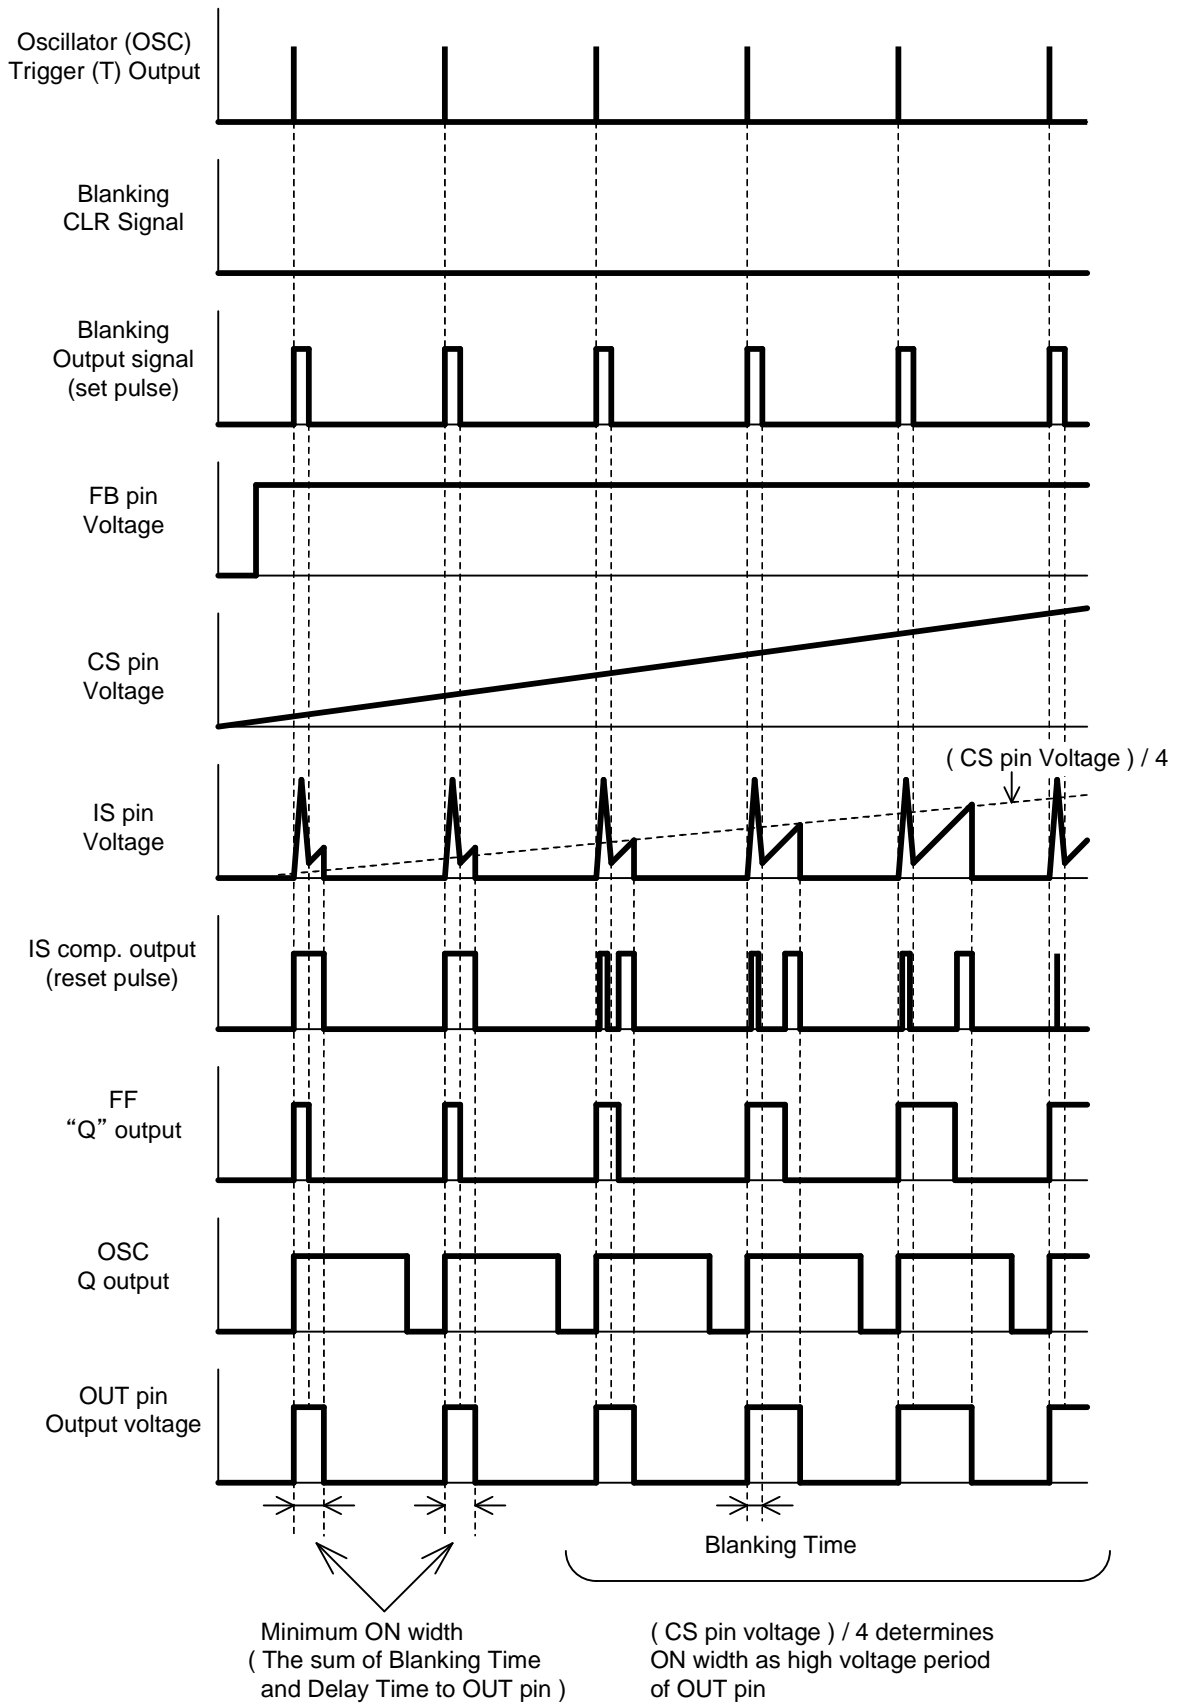 Oscillator (OSC)
Trigger (T) Output
Blanking
CLR Signal
Blanking
Output signal
(set pulse)
FB pin
Voltage
CS pin
Voltage
( CS pin Voltage ) / 4
IS pin
Voltage
IS comp. output
(reset pulse)
FF
“Q” output
OSC
Q output
OUT pin
Output voltage
Blanking Time
Minimum ON width
( The sum of Blanking Time
and Delay Time to OUT pin )
( CS pin voltage ) / 4 determines
ON width as high voltage period
of OUT pin